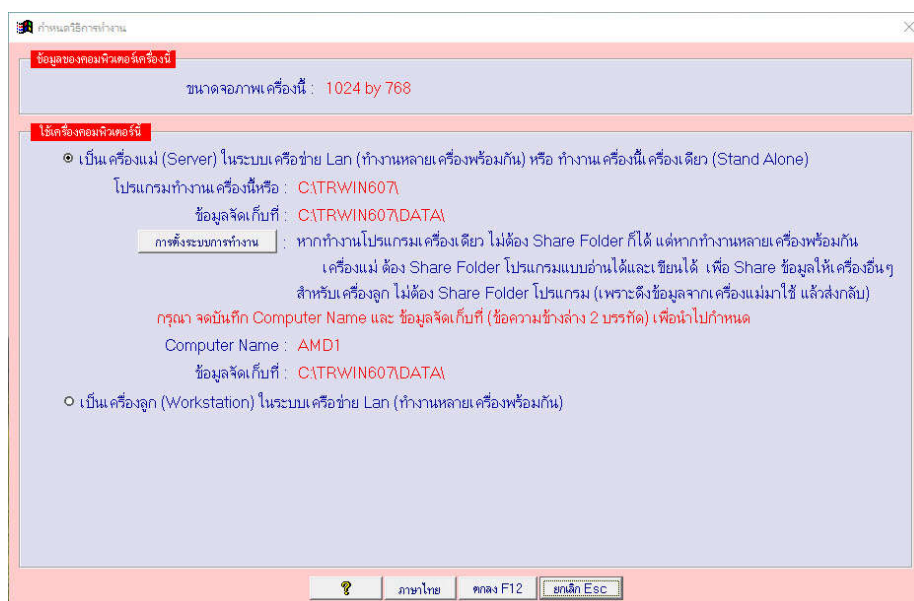 กำหนดวิธีการทำงาน
ข้อมูลของคอมพิวเตอร์เครื่องนี้
ขนาดจอภาพเครื่องนี้ : 1024 by 768
ใช้เครื่องคอมพิวเตอร์นี้
เป็นเครื่องแม่ (Server) ในระบบเครือข่าย Lan (ทำงานหลายเครื่องพร้อมกัน) หรือ ทำงานเครื่องนี้เครื่องเดียว (Stand Alone)
โปรแกรมทำงานเครื่องนี้หรือ : C:\TRWIN607\
ข้อมูลจัดเก็บที่ : C:\TRWIN607\DATA\
การตั้งระบบการทำงาน : หากทำงานโปรแกรมเครื่องเดียว ไม่ต้อง Share Folder ก็ได้ แต่หากทำงานหลายเครื่องพร้อมกัน
เครื่องแม่ ต้อง Share Folder โปรแกรมแบบอ่านได้และเขียนได้ เพื่อ Share ข้อมูลให้เครื่องอื่นๆ
สำหรับเครื่องลูก ไม่ต้อง Share Folder โปรแกรม (เพราะดึงข้อมูลจากเครื่องแม่มาใช้ แล้วส่งกลับ)
กรุณา จดบันทึก Computer Name และ ข้อมูลจัดเก็บที่ (ข้อความข้างล่าง 2 บรรทัด) เพื่อนำไปกำหนด
Computer Name : AMD1
ข้อมูลจัดเก็บที่ : C:\TRWIN607\DATA\
เป็นเครื่องลูก (Workstation) ในระบบเครือข่าย Lan (ทำงานหลายเครื่องพร้อมกัน)
? ภาษาไทย ตกลง F12 ยกเลิก Esc